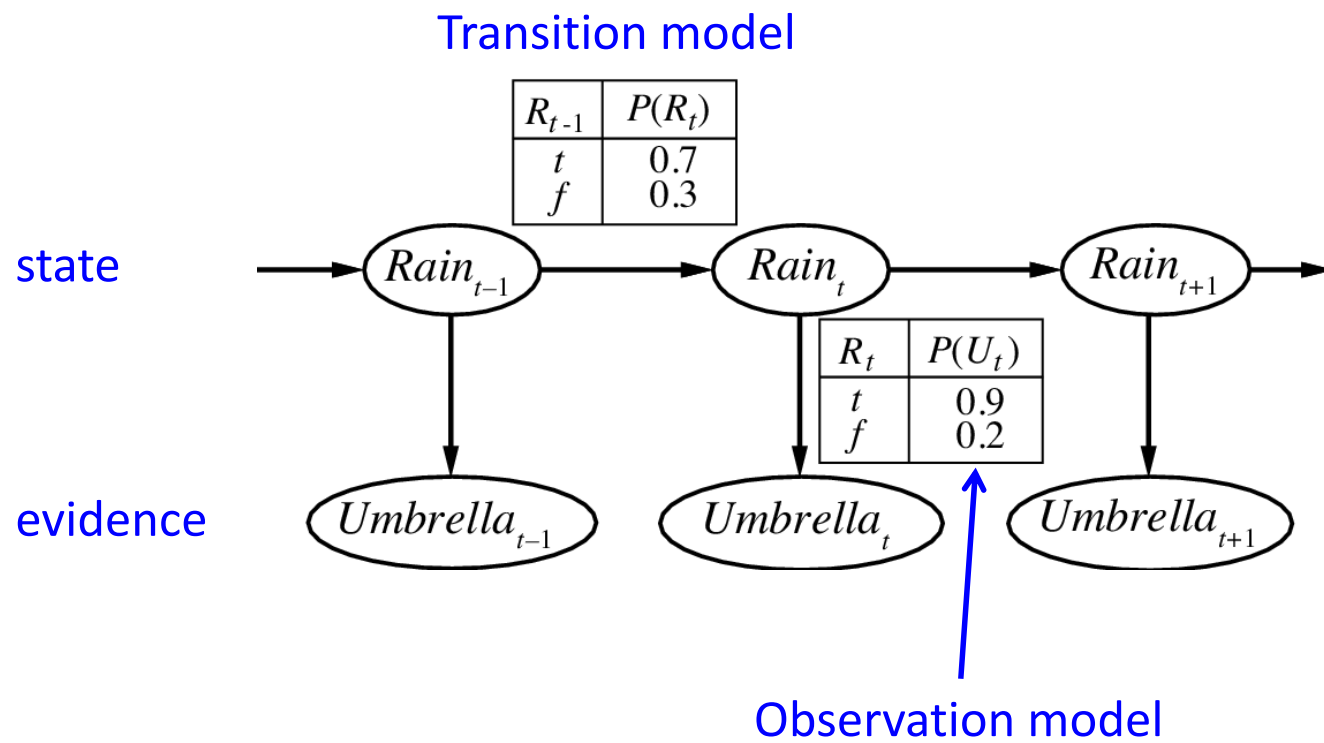 Transition model
R_{t-1} P(R_t)
t 0.7
f 0.3
state
Rain_{t-1} Rain_t Rain_{t+1}
R_t P(U_t)
t 0.9
f 0.2
evidence
Umbrella_{t-1} Umbrella_t Umbrella_{t+1}
Observation model